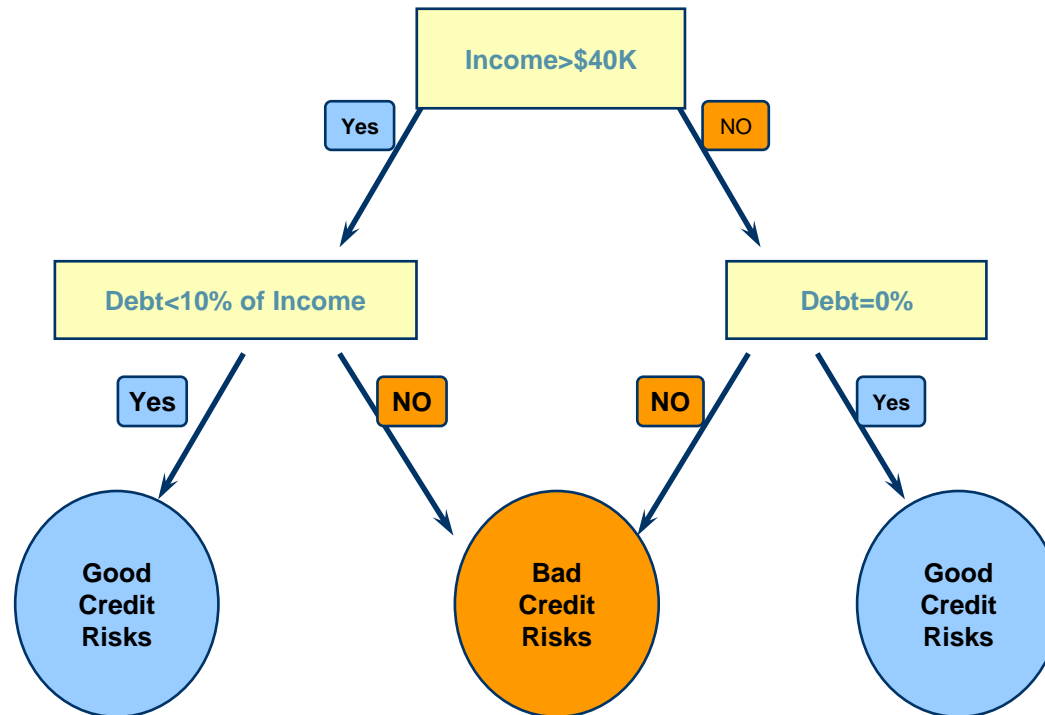 Income>$40K
Yes
NO
Debt<10% of Income
Debt=0%
Yes
NO
NO
Yes
Good
Credit
Risks
Bad
Credit
Risks
Good
Credit
Risks